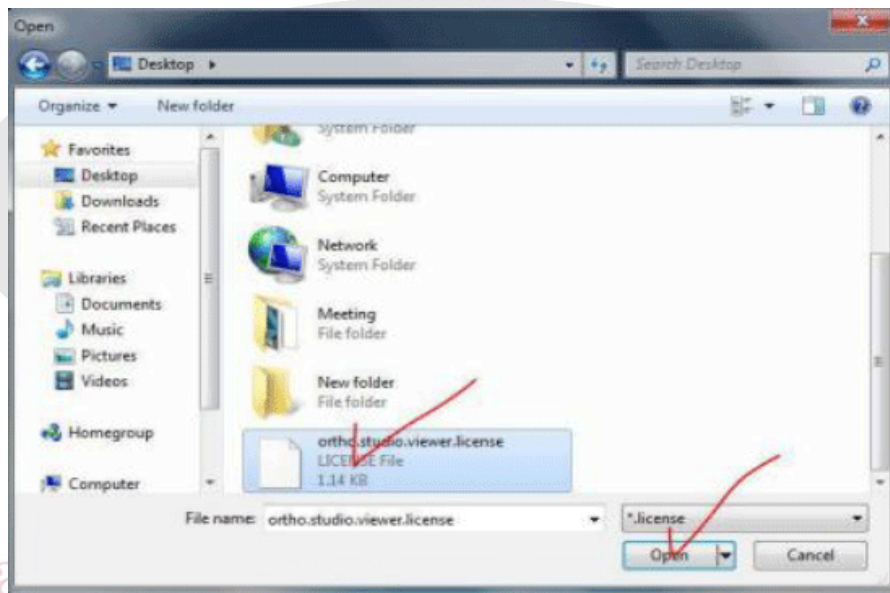 Open
Desktop
Search Desktop
Organize
New folder
Favorites
Desktop
Downloads
Recent Places
Libraries
Documents
Music
Pictures
Videos
Homegroup
Computer
System Folder
Computer
System Folder
Network
System Folder
Meeting
File folder
New folder
File folder
ortho.studio.viewer.license
LICENSE File
1.14 KB
File name: ortho.studio.viewer.license
*.license
Open
Cancel